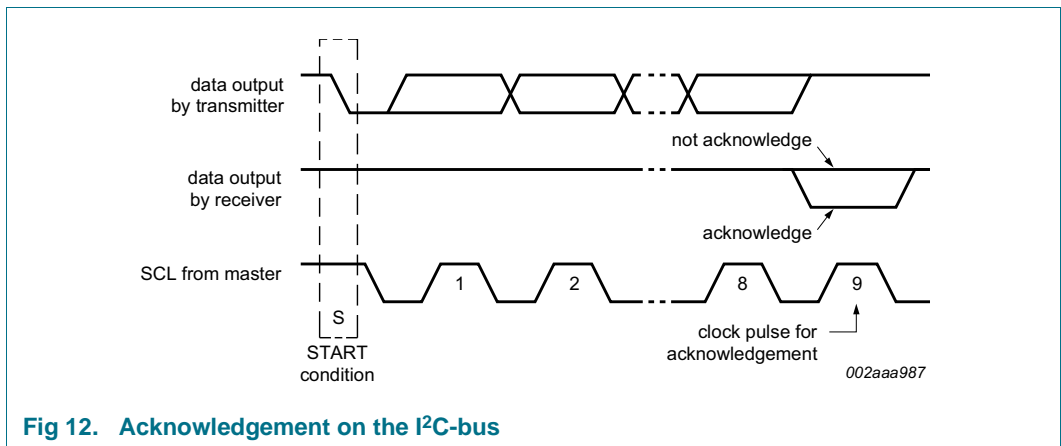 data output
by transmitter
not acknowledge
data output
by receiver
acknowledge
SCL from master
1
2
8
9
S
START
condition
clock pulse for
acknowledgement
002aaa987
Fig 12. Acknowledgement on the I²C-bus